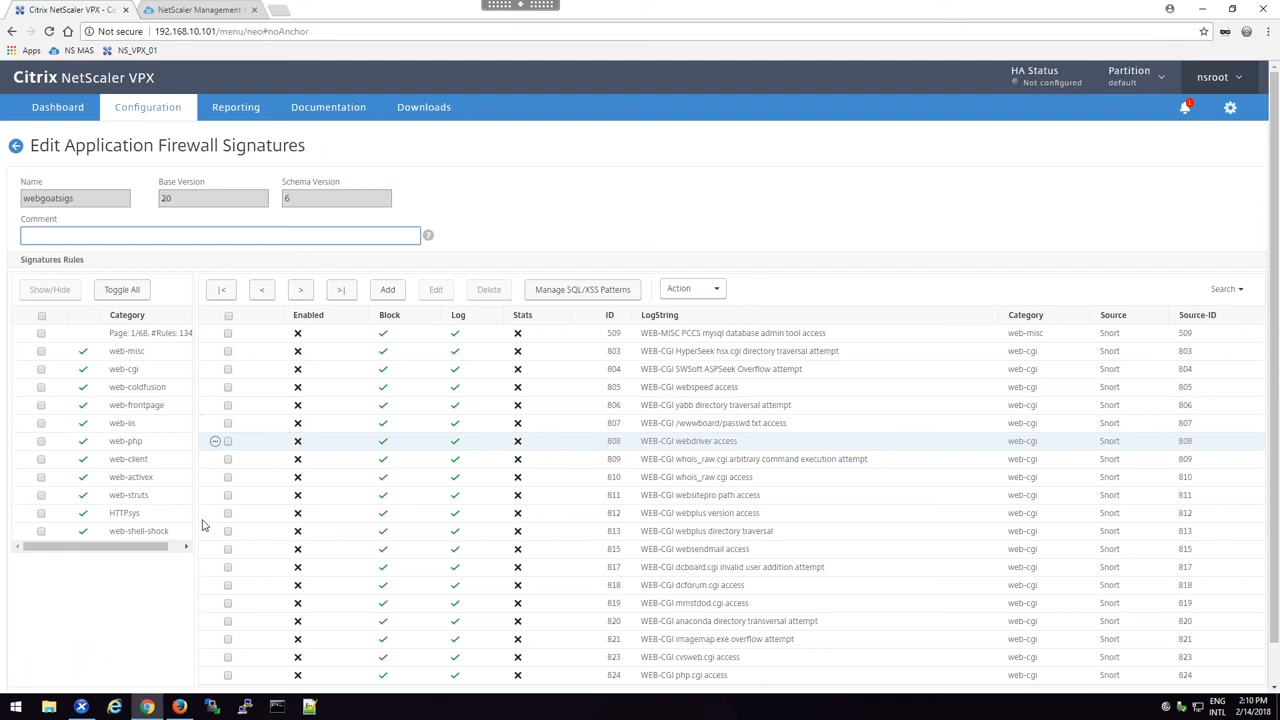 Citrix NetScaler VPX - Co
NetScaler Management
Not secure | 192.168.10.101/menu/neo#noAnchor
Apps NS MAS NS_VPX_01
Citrix NetScaler VPX
HA Status
Not configured
Partition
default
nsroot
Dashboard Configuration Reporting Documentation Downloads
1
Edit Application Firewall Signatures
Name Base Version Schema Version
webgoatsigs 20 6
Comment
?
Signatures Rules
Show/Hide Toggle All |< < > >| Add Edit Delete Manage SQL/XSS Patterns Action Search
Category Enabled Block Log Stats ID LogString Category Source Source-ID
Page: 1/68, #Rules: 134 509 WEB-MISC PCCS mysql database admin tool access web-misc Snort 509
web-misc 803 WEB-CGI HyperSeek hsx.cgi directory traversal attempt web-cgi Snort 803
web-cgi 804 WEB-CGI SWSoft ASPSeek Overflow attempt web-cgi Snort 804
web-coldfusion 805 WEB-CGI webspeed access web-cgi Snort 805
web-frontpage 806 WEB-CGI yabb directory traversal attempt web-cgi Snort 806
web-iis 807 WEB-CGI /wwwboard/passwd.txt access web-cgi Snort 807
web-php 808 WEB-CGI webdriver access web-cgi Snort 808
web-client 809 WEB-CGI whois_raw.cgi arbitrary command execution attempt web-cgi Snort 809
web-activex 810 WEB-CGI whois_raw.cgi access web-cgi Snort 810
web-struts 811 WEB-CGI websitepro path access web-cgi Snort 811
HTTP.sys 812 WEB-CGI webplus version access web-cgi Snort 812
web-shell-shock 813 WEB-CGI webplus directory traversal web-cgi Snort 813
815 WEB-CGI websendmail access web-cgi Snort 815
817 WEB-CGI dcboard.cgi invalid user addition attempt web-cgi Snort 817
818 WEB-CGI dcforum.cgi access web-cgi Snort 818
819 WEB-CGI mmstdod.cgi access web-cgi Snort 819
820 WEB-CGI anaconda directory transversal attempt web-cgi Snort 820
821 WEB-CGI imagemap.exe overflow attempt web-cgi Snort 821
823 WEB-CGI cvsweb.cgi access web-cgi Snort 823
824 WEB-CGI php.cgi access web-cgi Snort 824
ENG 2:10 PM
INTL 2/14/2018